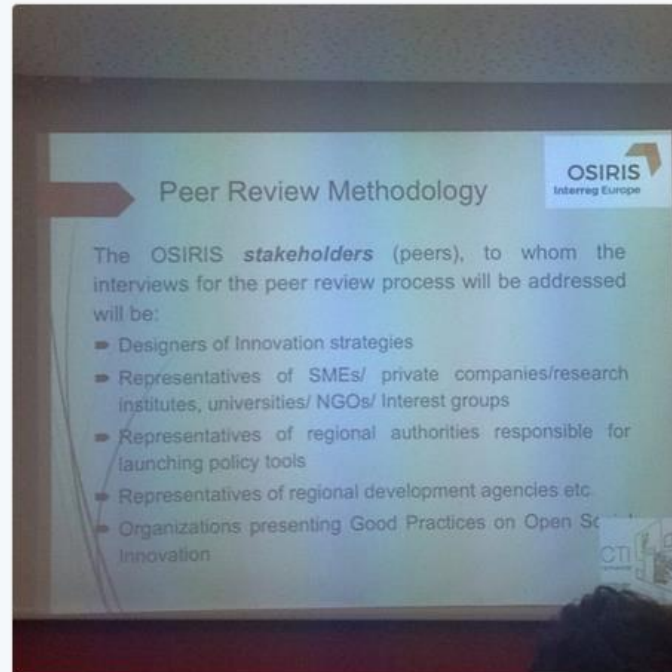 OSIRIS
Interreg Europe
Peer Review Methodology
The OSIRIS stakeholders (peers), to whom the
interviews for the peer review process will be addressed
will be:
Designers of Innovation strategies
Representatives of SMEs/ private companies/research
institutes, universities/ NGOs/ Interest groups
Representatives of regional authorities responsible for
launching policy tools
Representatives of regional development agencies etc
Organizations presenting Good Practices on Open
Innovation
CTI